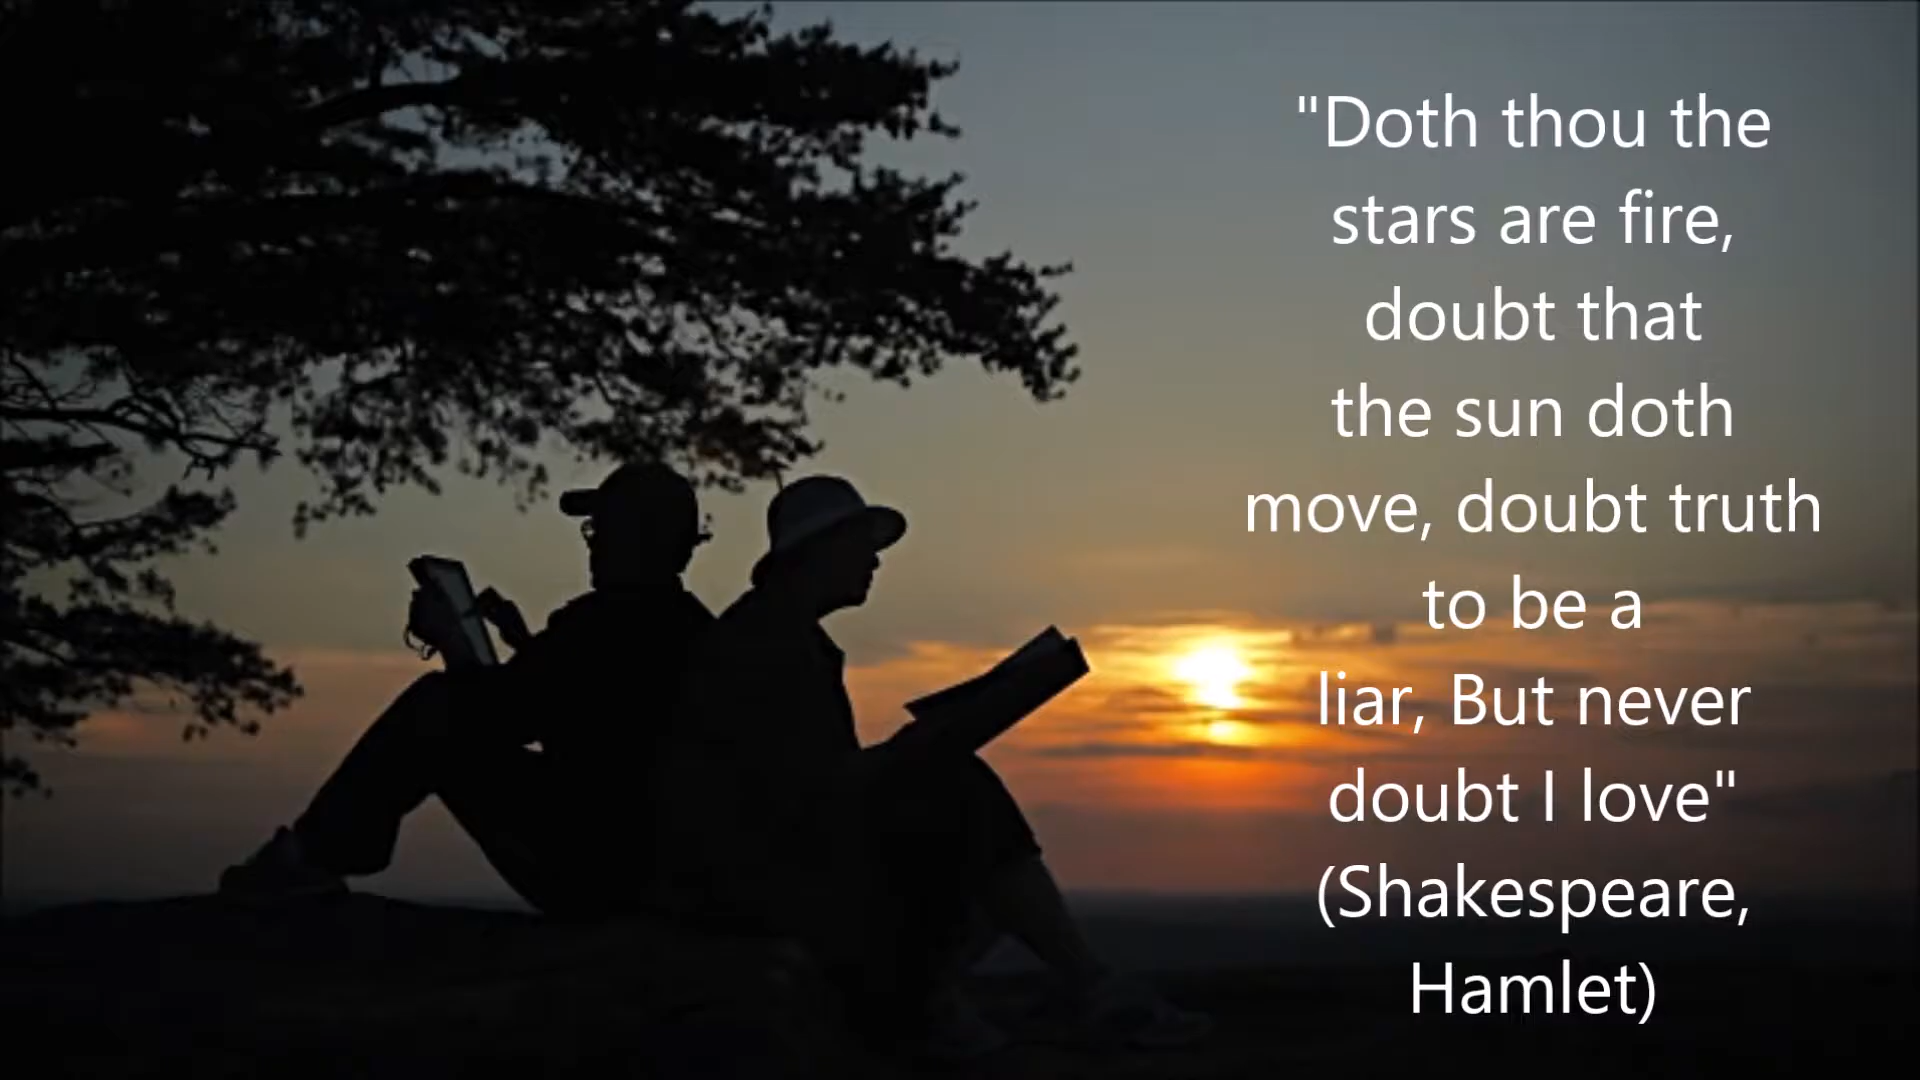 "Doth thou the
stars are fire,
doubt that
the sun doth
move, doubt truth
to be a
liar, But never
doubt I love"
(Shakespeare,
Hamlet)